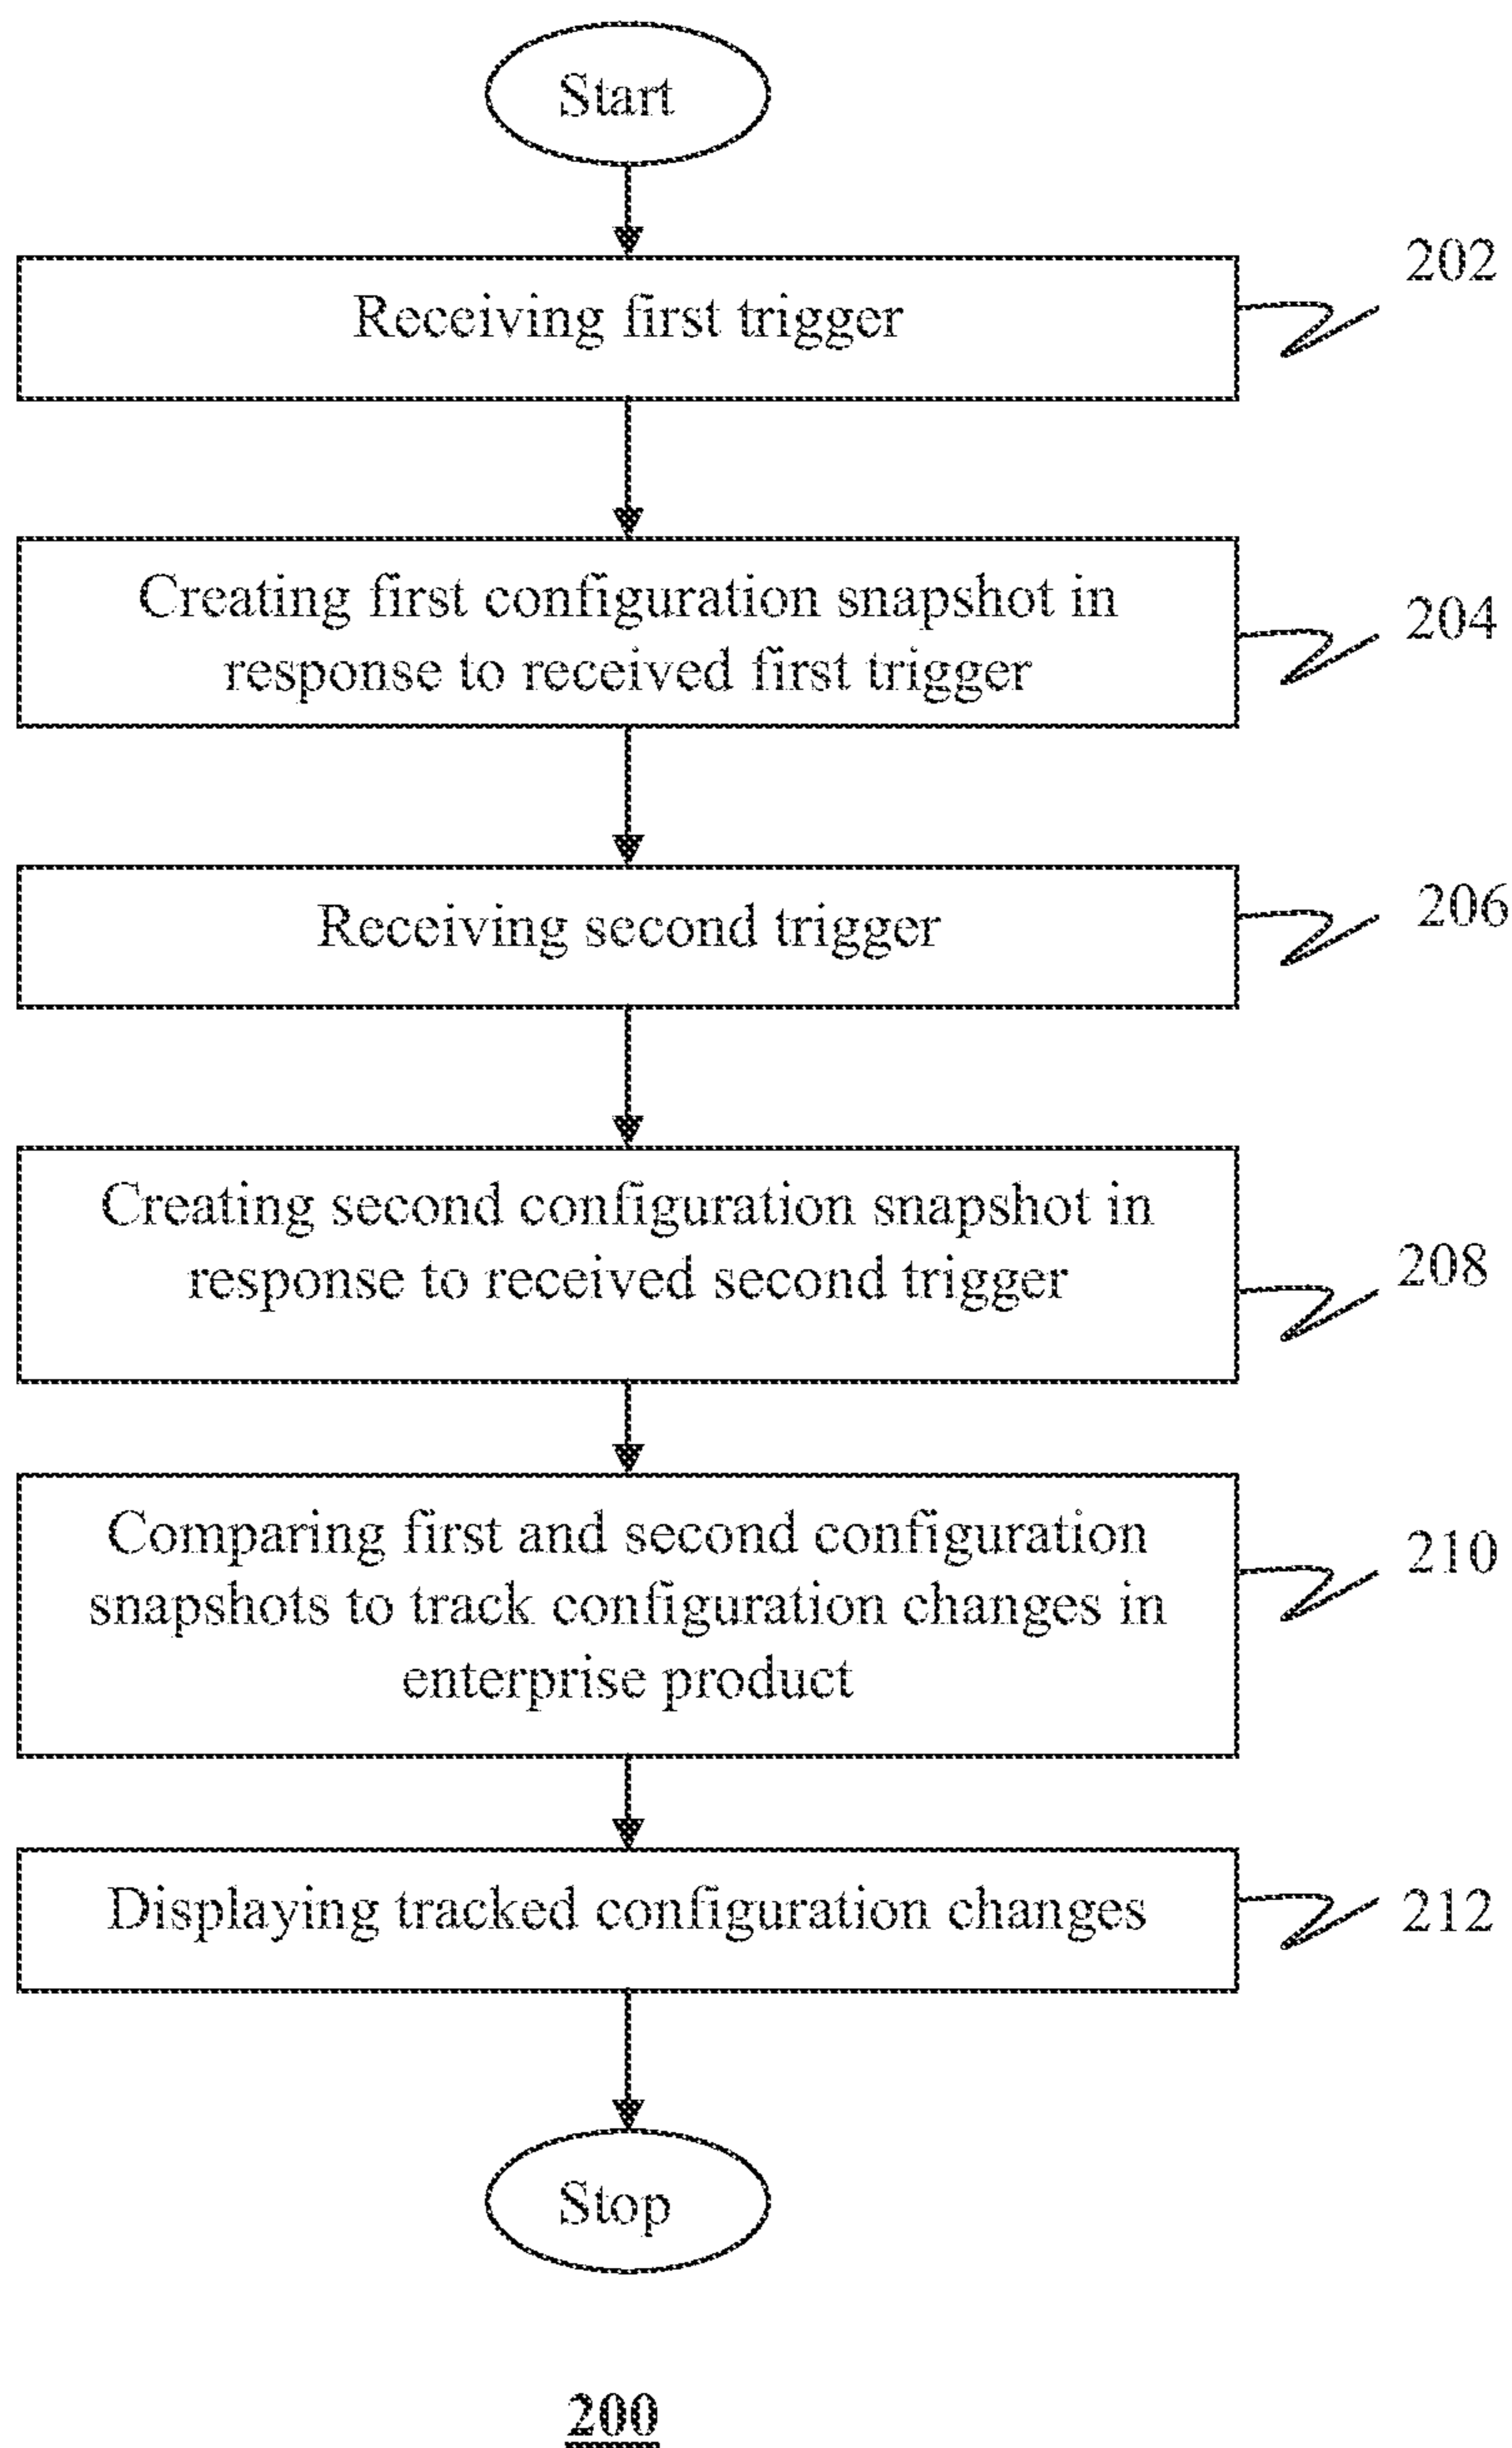 Start
Receiving first trigger
202
Creating first configuration snapshot in
response to received first trigger
204
Receiving second trigger
206
Creating second configuration snapshot in
response to received second trigger
208
Comparing first and second configuration
snapshots to track configuration changes in
enterprise product
210
Displaying tracked configuration changes
212
Stop
200